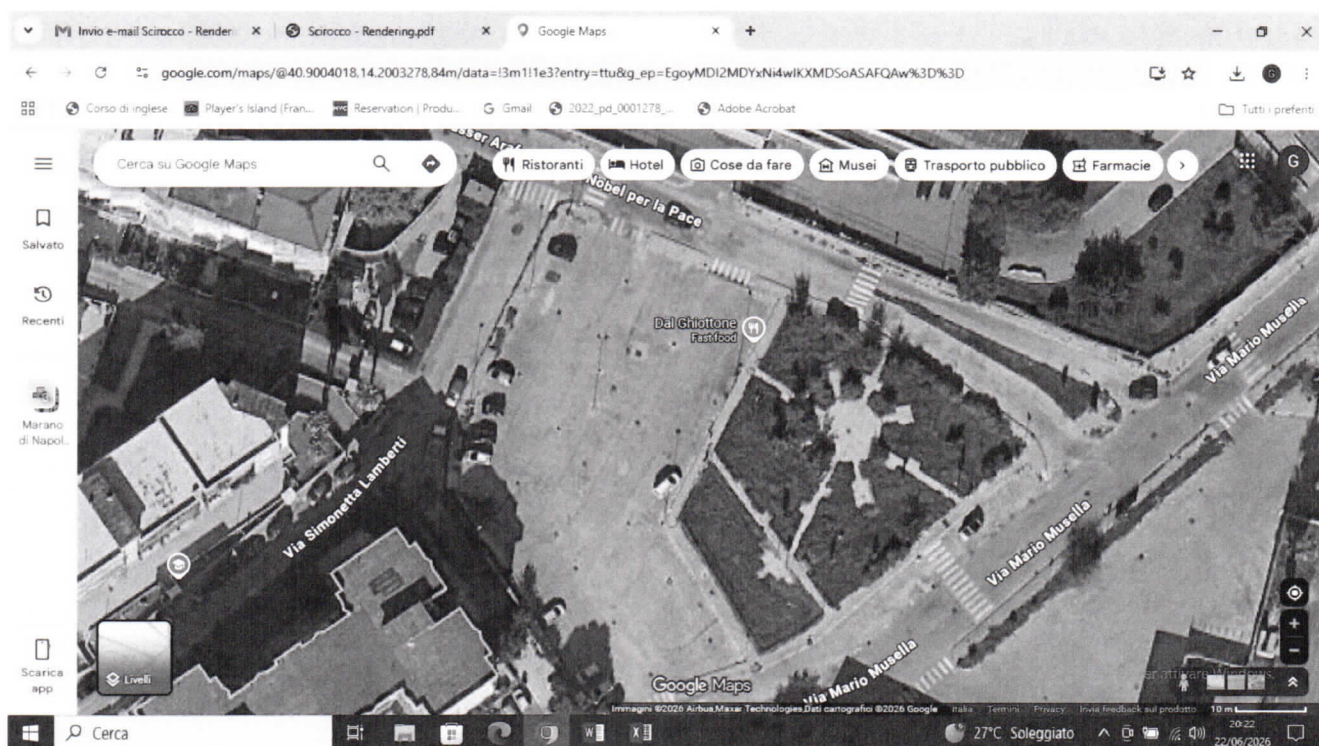 Invio e-mail Scirocco - Render
Scirocco - Rendering.pdf
Google Maps
google.com/maps/@40.9004018,14.2003278,84m/data=!3m1!1e3?entry=ttu&g_ep=EgoyMDI2MDYxNi4wIKXMDSoASAFQAw%3D%3D
Corso di inglese
Player's Island (Fran...
Reservation | Produ...
Gmail
2022_pd_0001278_...
Adobe Acrobat
Tutti i preferiti
Cerca su Google Maps
Ristoranti
Hotel
Cose da fare
Musei
Trasporto pubblico
Farmacie
Salvato
Recenti
Marano
di Napol...
Scarica
app
Livelli
Nobel per la Pace
Dal Ghiottone
Fast food
Via Mario Musella
Via Simonetta Lamberti
Via Mario Musella
Via Mario Musella
Google Maps
Immagini ©2026 Airbus,Maxar Technologies,Dati cartografici ©2026 Google
Italia
Termini
Privacy
Invia feedback sul prodotto
10 m
Cerca
27°C Soleggiato
20:22
22/06/2026